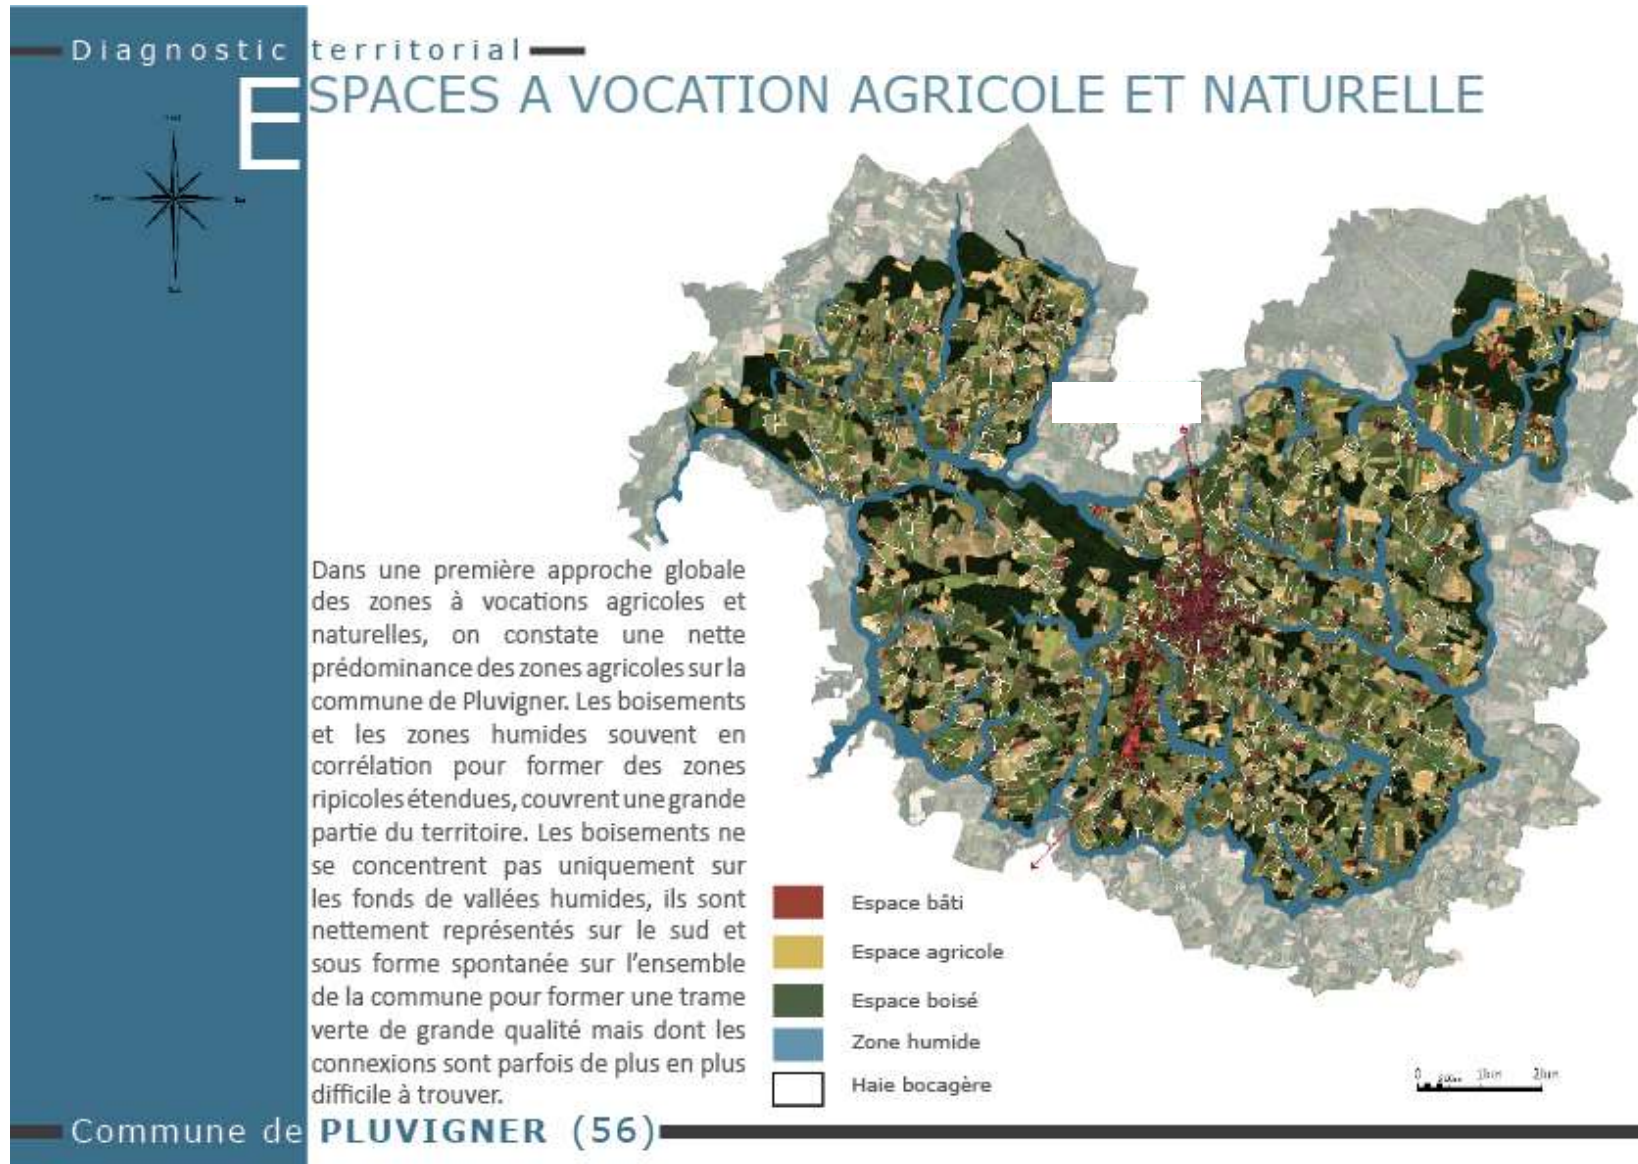 Diagnostic territorial
ESPACES A VOCATION AGRICOLE ET NATURELLE
Dans une première approche globale
des zones à vocations agricoles et
naturelles, on constate une nette
prédominance des zones agricoles sur la
commune de Pluvigner. Les boisements
et les zones humides souvent en
corrélation pour former des zones
ripicoles étendues, couvrent une grande
partie du territoire. Les boisements ne
se concentrent pas uniquement sur
les fonds de vallées humides, ils sont
nettement représentés sur le sud et
sous forme spontanée sur l'ensemble
de la commune pour former une trame
verte de grande qualité mais dont les
connexions sont parfois de plus en plus
difficile à trouver.
Espace bâti
Espace agricole
Espace boisé
Zone humide
Haie bocagère
0 500m 1km 2km
Commune de PLUVIGNER (56)